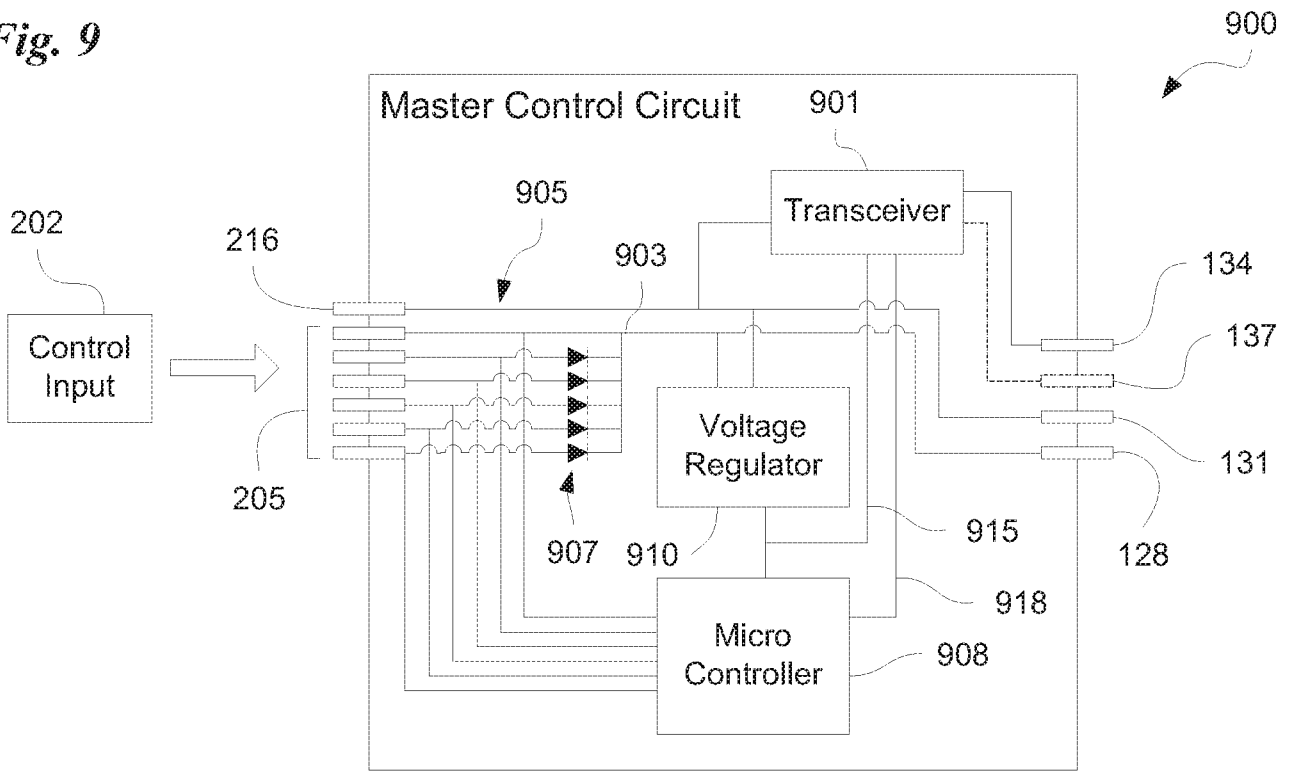 Fig. 9
900
Master Control Circuit
901
Transceiver
905
202
216
903
134
Control
Input
137
Voltage
Regulator
131
205
907
910
915
128
918
Micro
Controller
908